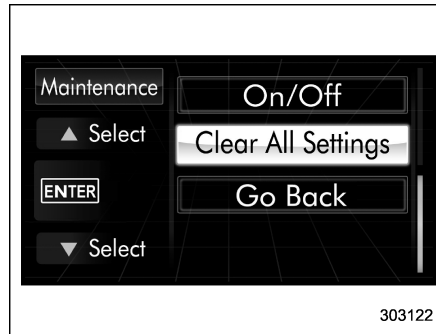 Maintenance
▲ Select
ENTER
▼ Select
On/Off
Clear All Settings
Go Back
303122